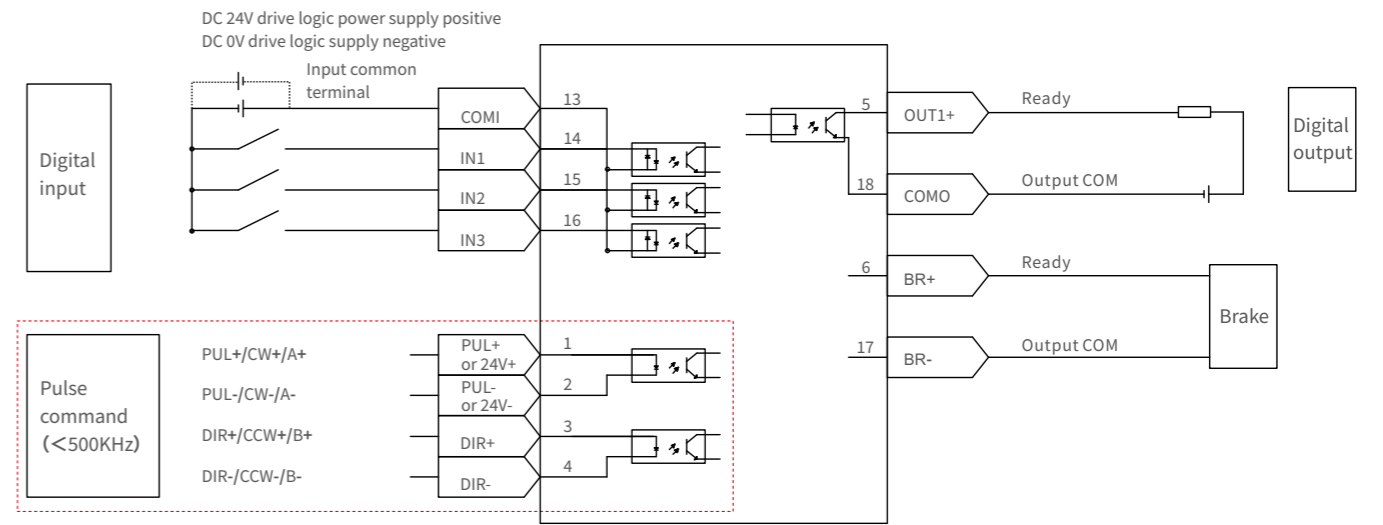 DC 24V drive logic power supply positive
DC 0V drive logic supply negative
Input common
terminal
Digital
input
COMI
13
IN1
14
IN2
15
IN3
16
5
OUT1+
Ready
18
COMO
Output COM
Digital
output
6
BR+
Ready
17
BR-
Output COM
Brake
Pulse
command
(<500KHz)
PUL+/CW+/A+
PUL-/CW-/A-
DIR+/CCW+/B+
DIR-/CCW-/B-
PUL+
or 24V+
1
PUL-
or 24V-
2
DIR+
3
DIR-
4